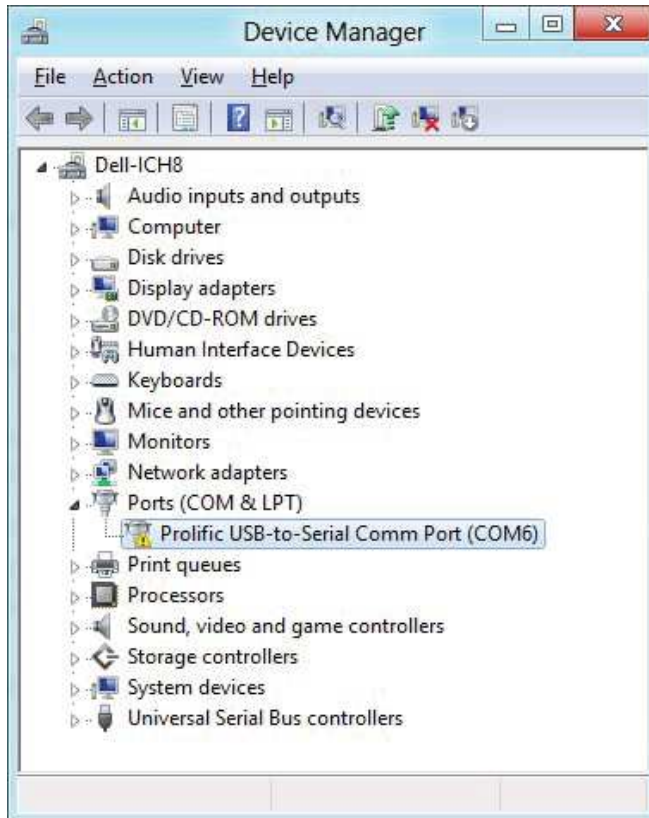 Device Manager
File Action View Help
Dell-ICH8
Audio inputs and outputs
Computer
Disk drives
Display adapters
DVD/CD-ROM drives
Human Interface Devices
Keyboards
Mice and other pointing devices
Monitors
Network adapters
Ports (COM & LPT)
Prolific USB-to-Serial Comm Port (COM6)
Print queues
Processors
Sound, video and game controllers
Storage controllers
System devices
Universal Serial Bus controllers